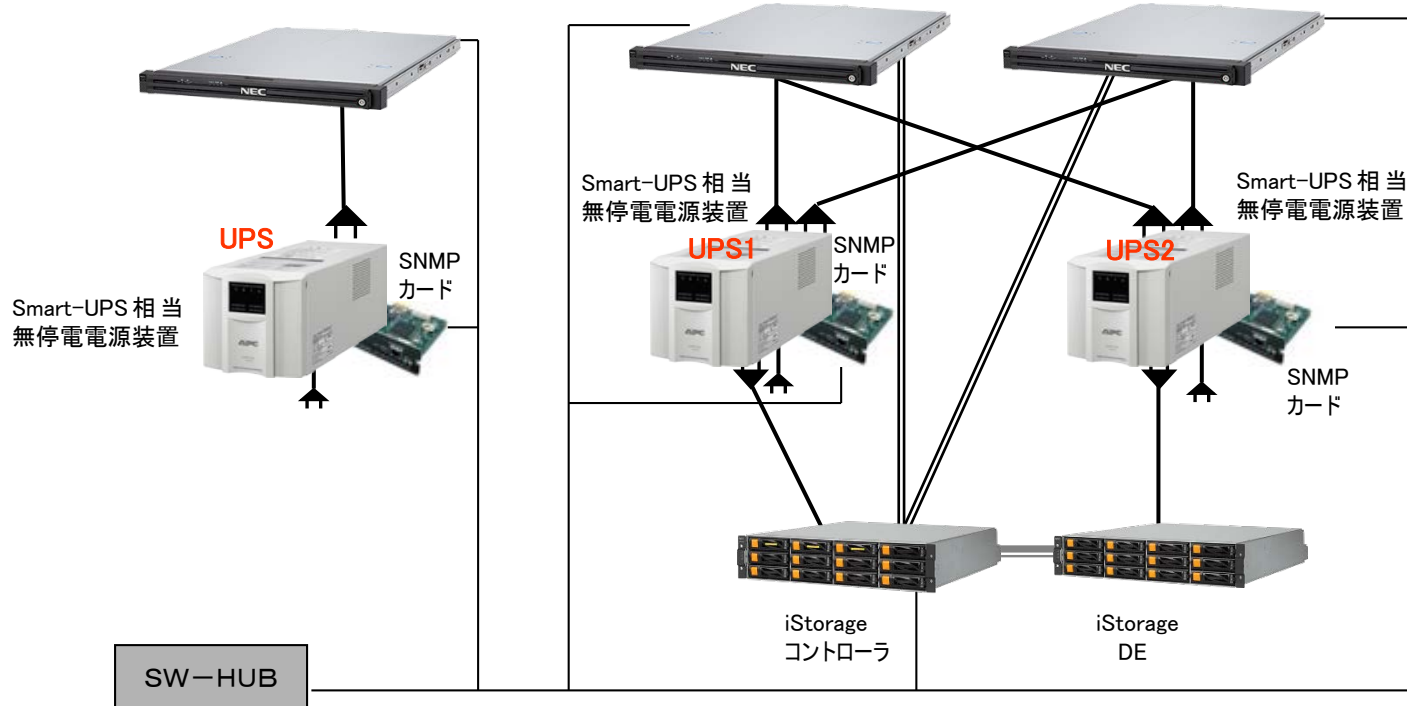 NEC
NEC
NEC
Smart-UPS 相 当
無停電電源装置
Smart-UPS 相 当
無停電電源装置
UPS
UPS1
UPS2
SNMP
カード
SNMP
カード
Smart-UPS 相 当
無停電電源装置
APC
APC
APC
SNMP
カード
iStorage
コントローラ
iStorage
DE
SW－HUB